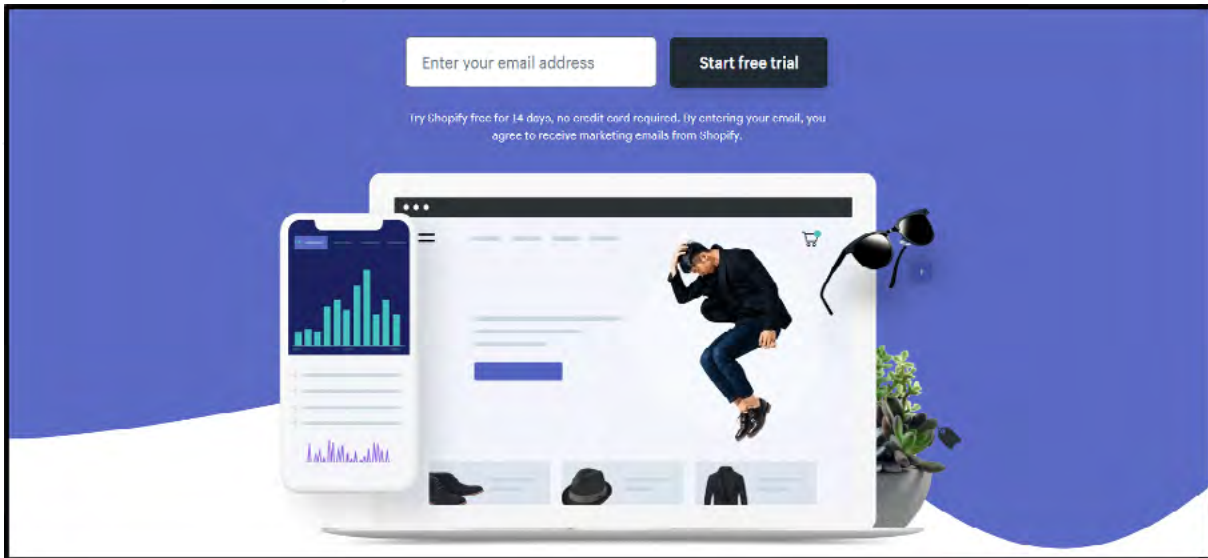 Enter your email address
Start free trial
Try Shopify free for 14 days, no credit card required. By entering your email, you
agree to receive marketing emails from Shopify.